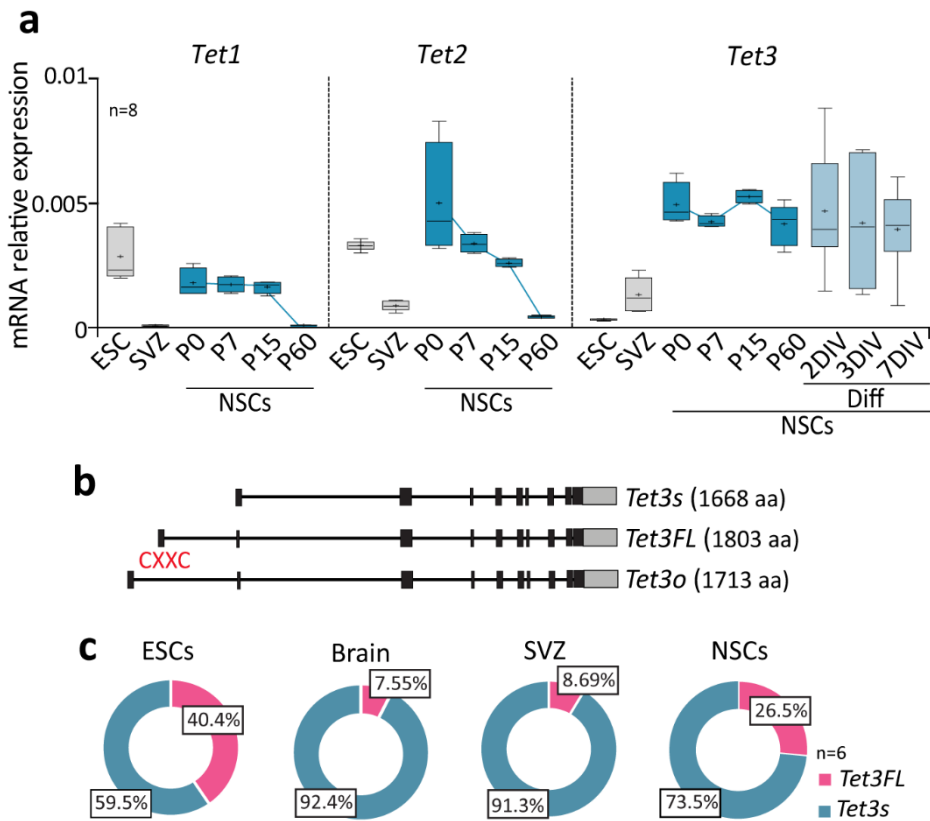 a
Tet1 Tet2 Tet3
mRNA relative expression
0.01
0.005
0
n=8
ESC SVZ P0 P7 P15 P60 ESC SVZ P0 P7 P15 P60 ESC SVZ P0 P7 P15 P60 2DIV 3DIV 7DIV
NSCs NSCs Diff
NSCs
b
Tet3s (1668 aa)
Tet3FL (1803 aa)
CXXC
Tet3o (1713 aa)
c
ESCs Brain SVZ NSCs
40.4% 7.55% 8.69% 26.5%
59.5% 92.4% 91.3% 73.5%
n=6
Tet3FL
Tet3s